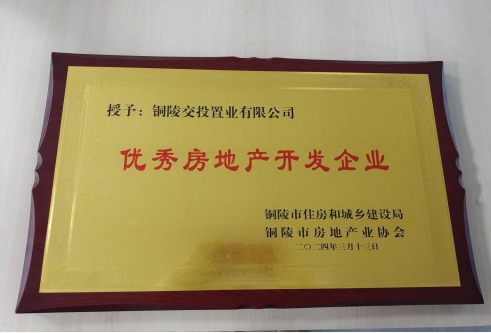 授予：铜陵交投置业有限公司
优秀房地产开发企业
铜陵市住房和城乡建设局
铜陵市房地产业协会
二〇二四年三月十三日